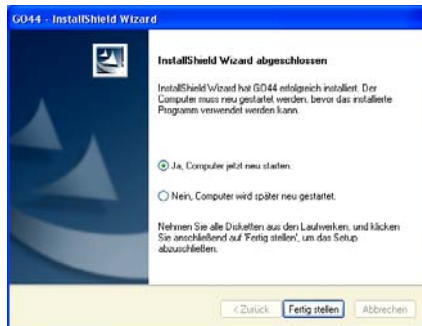 GO44 - InstallShield Wizard
InstallShield Wizard abgeschlossen
InstallShield Wizard hat GO44 erfolgreich installiert. Der
Computer muss neu gestartet werden, bevor das installierte
Programm verwendet werden kann.
Ja, Computer jetzt neu starten.
Nein, Computer wird später neu gestartet.
Nehmen Sie alle Disketten aus den Laufwerken, und klicken
Sie anschließend auf 'Fertig stellen', um das Setup
abzuschließen.
< Zurück Fertig stellen Abbrechen